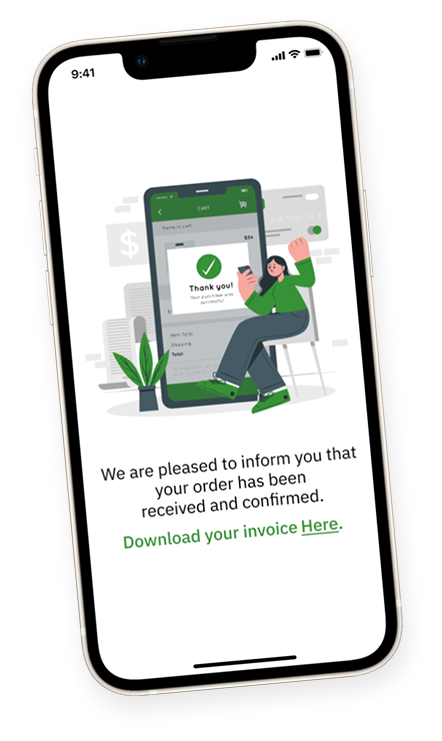 9:41
CART
Items in cart
$
$34
Thank you!
Your purchase was
successful
Item Total
Shipping
Total
We are pleased to inform you that
your order has been
received and confirmed.
Download your invoice Here.